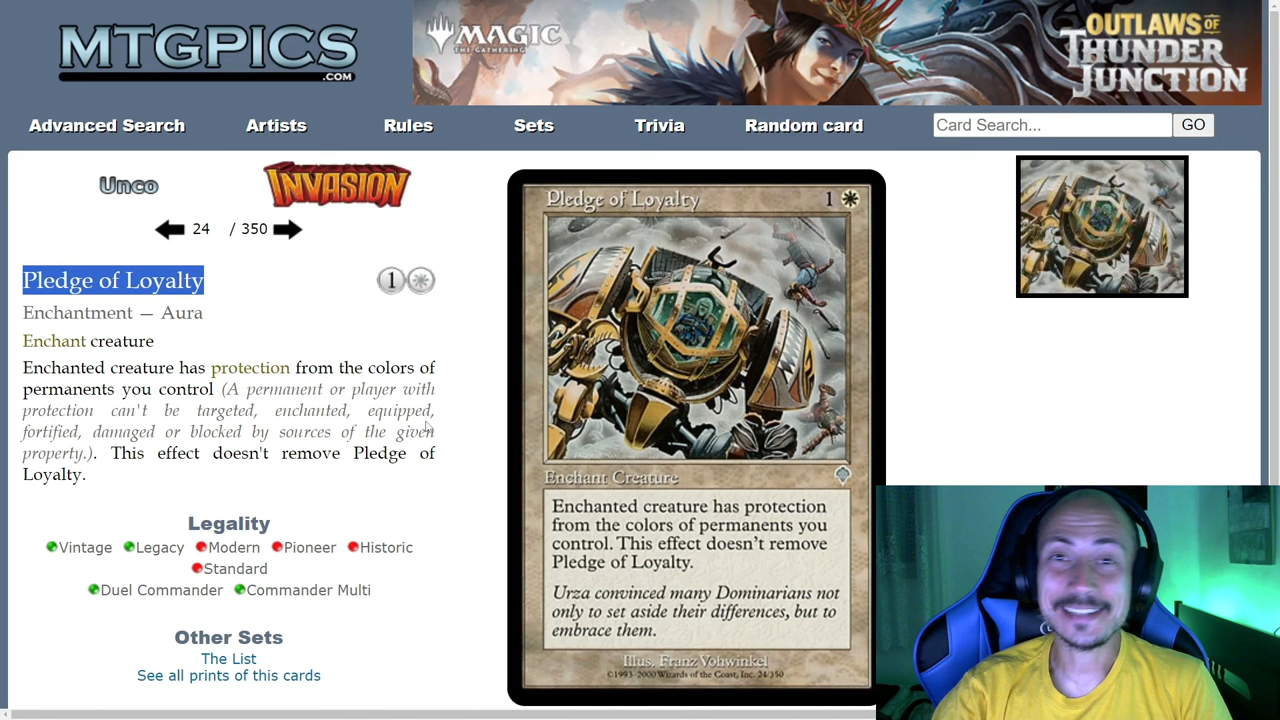 MTGPICS
.COM
MAGIC
THE GATHERING
OUTLAWS OF
THUNDER
JUNCTION
Advanced Search
Artists
Rules
Sets
Trivia
Random card
Card Search...
GO
Unco
INVASION
24 / 350
Pledge of Loyalty
1
Enchantment — Aura
Enchant creature
Enchanted creature has protection from the colors of
permanents you control (A permanent or player with
protection can't be targeted, enchanted, equipped,
fortified, damaged or blocked by sources of the given
property.). This effect doesn't remove Pledge of
Loyalty.
Legality
Vintage Legacy Modern Pioneer Historic
Standard
Duel Commander Commander Multi
Other Sets
The List
See all prints of this cards
Pledge of Loyalty 1
Enchant Creature
Enchanted creature has protection
from the colors of permanents you
control. This effect doesn't remove
Pledge of Loyalty.
Urza convinced many Dominarians not
only to set aside their differences, but to
embrace them.
Illus. Franz Vohwinkel
©1993-2000 Wizards of the Coast, Inc. 24/350